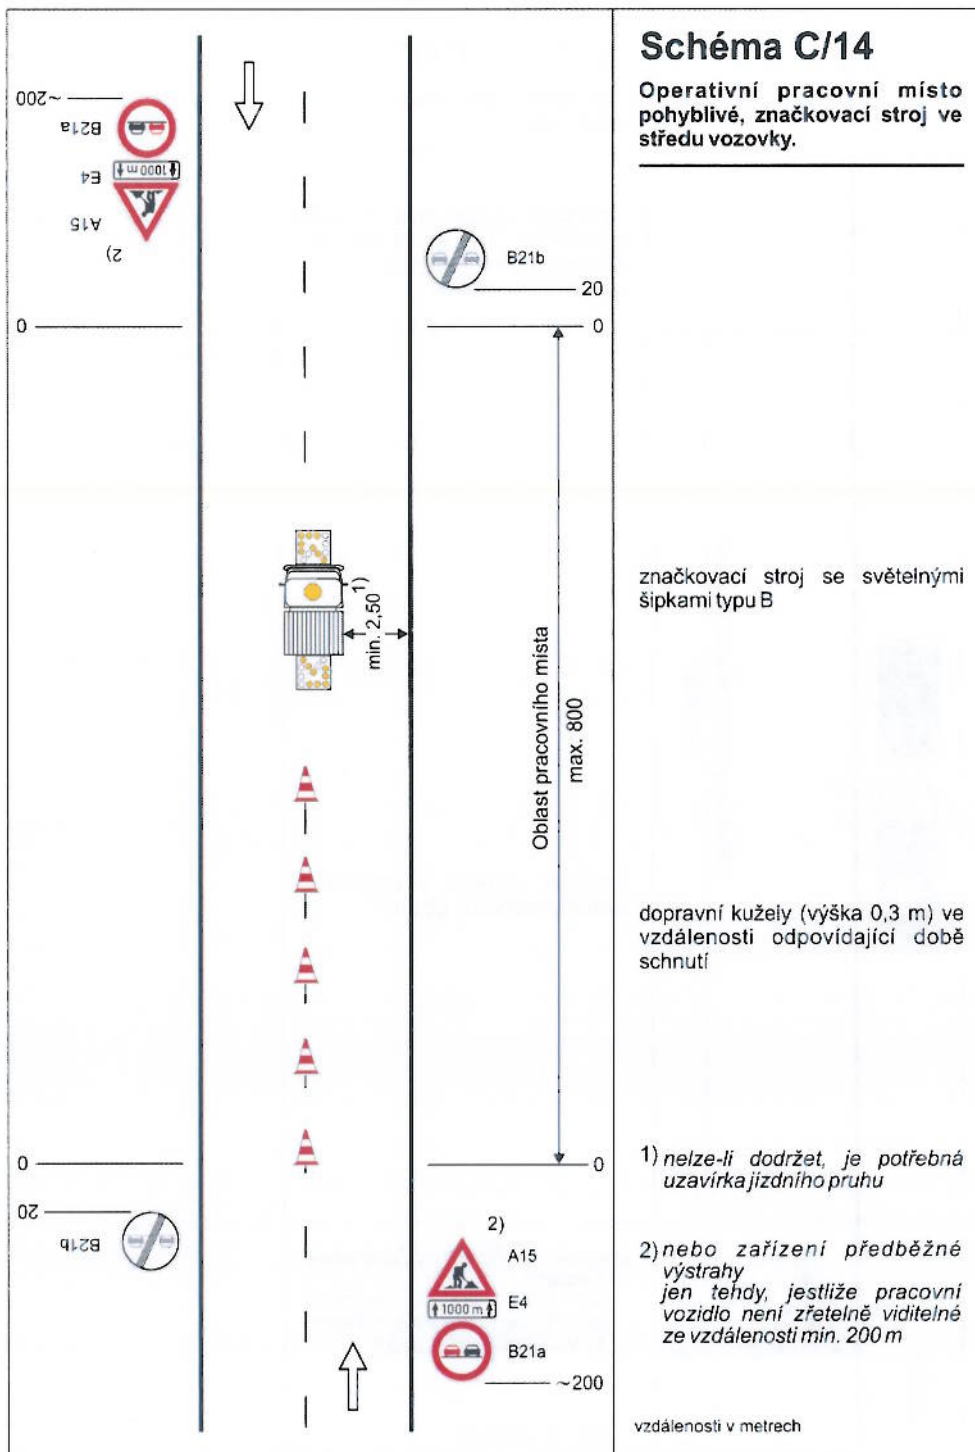 Schéma C/14
Operativní pracovní místo
pohyblivé, značkovací stroj ve
středu vozovky.
~200
B21a
1000 m
E4
A15
2)
B21b
20
0
0
značkovací stroj se světelnými
šipkami typu B
min. 2,50 1)
Oblast pracovního místa
max. 800
dopravní kužely (výška 0,3 m) ve
vzdálenosti odpovídající době
schnutí
0
0
1) nelze-li dodržet, je potřebná
uzavírka jízdního pruhu
20
B21b
2)
A15
1000 m
E4
B21a
~200
2) nebo zařízení předběžné
výstrahy
jen tehdy, jestliže pracovní
vozidlo není zřetelně viditelné
ze vzdálenosti min. 200 m
vzdálenosti v metrech